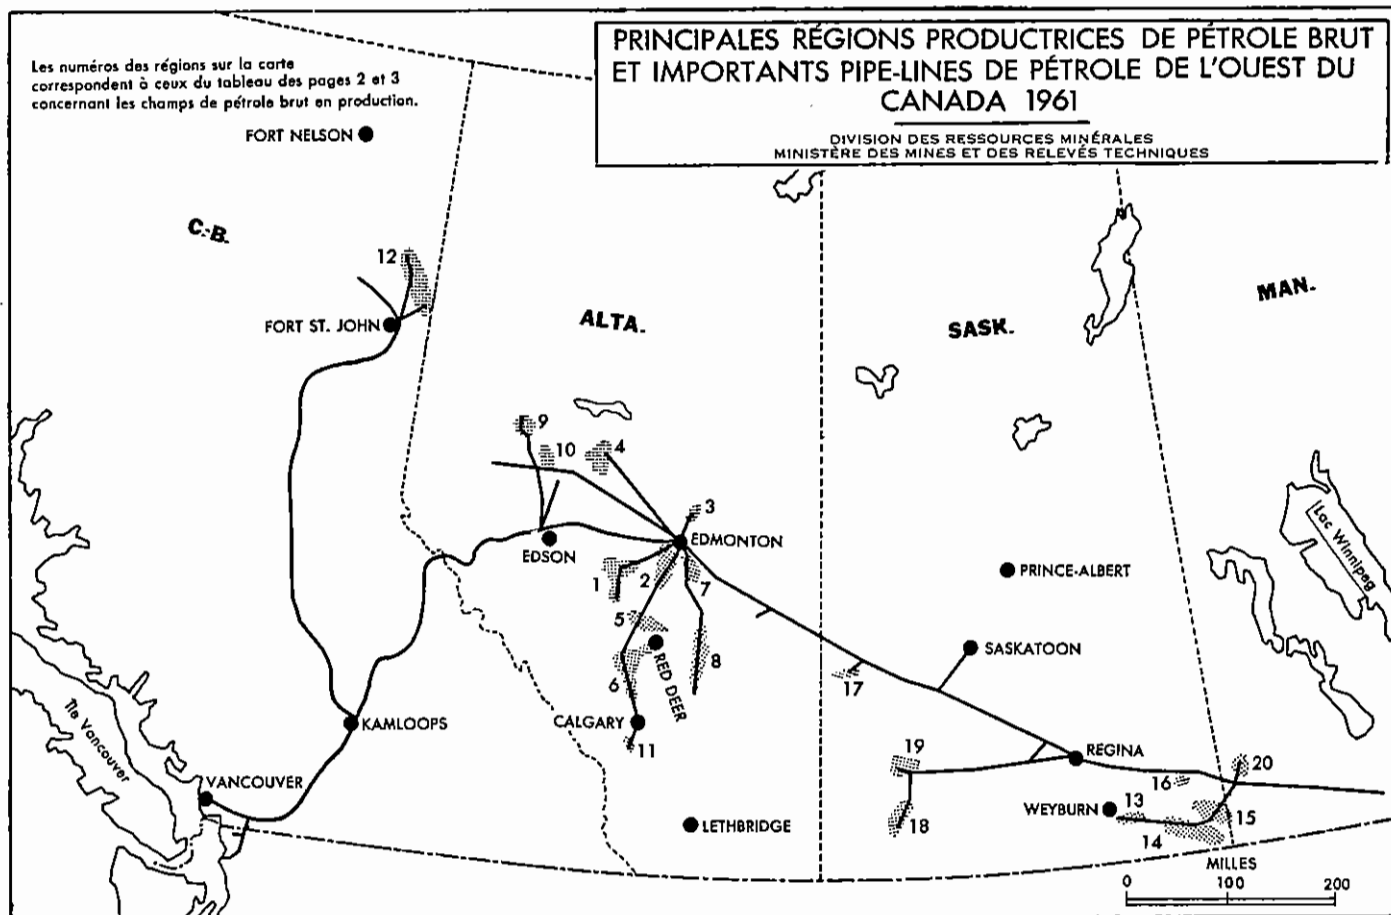 PRINCIPALES RÉGIONS PRODUCTRICES DE PÉTROLE BRUT
ET IMPORTANTS PIPE-LINES DE PÉTROLE DE L'OUEST DU
CANADA 1961
DIVISION DES RESSOURCES MINÉRALES
MINISTÈRE DES MINES ET DES RELEVÉS TECHNIQUES
Les numéros des régions sur la carte
correspondent à ceux du tableau des pages 2 et 3
concernant les champs de pétrole brut en production.
FORT NELSON
C.-B.
12
FORT ST. JOHN
ALTA.
SASK.
MAN.
9
10
4
3
EDMONTON
EDSON
1
2
7
5
RED DEER
8
6
CALGARY
11
LETHBRIDGE
PRINCE-ALBERT
SASKATOON
17
Lac Winnipeg
KAMLOOPS
Île Vancouver
VANCOUVER
19
REGINA
20
16
WEYBURN
13
15
18
14
MILLES
0 100 200